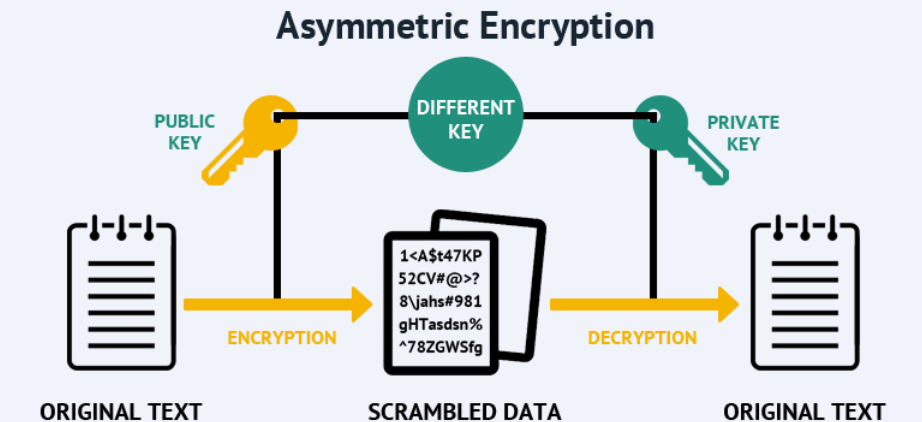 Asymmetric Encryption
DIFFERENT
KEY
PUBLIC
KEY
PRIVATE
KEY
1<A$t47KP
52CV#@>?
8\jahs#981
gHTasdsn%
^78ZGWSfg
ENCRYPTION
DECRYPTION
ORIGINAL TEXT
SCRAMBLED DATA
ORIGINAL TEXT